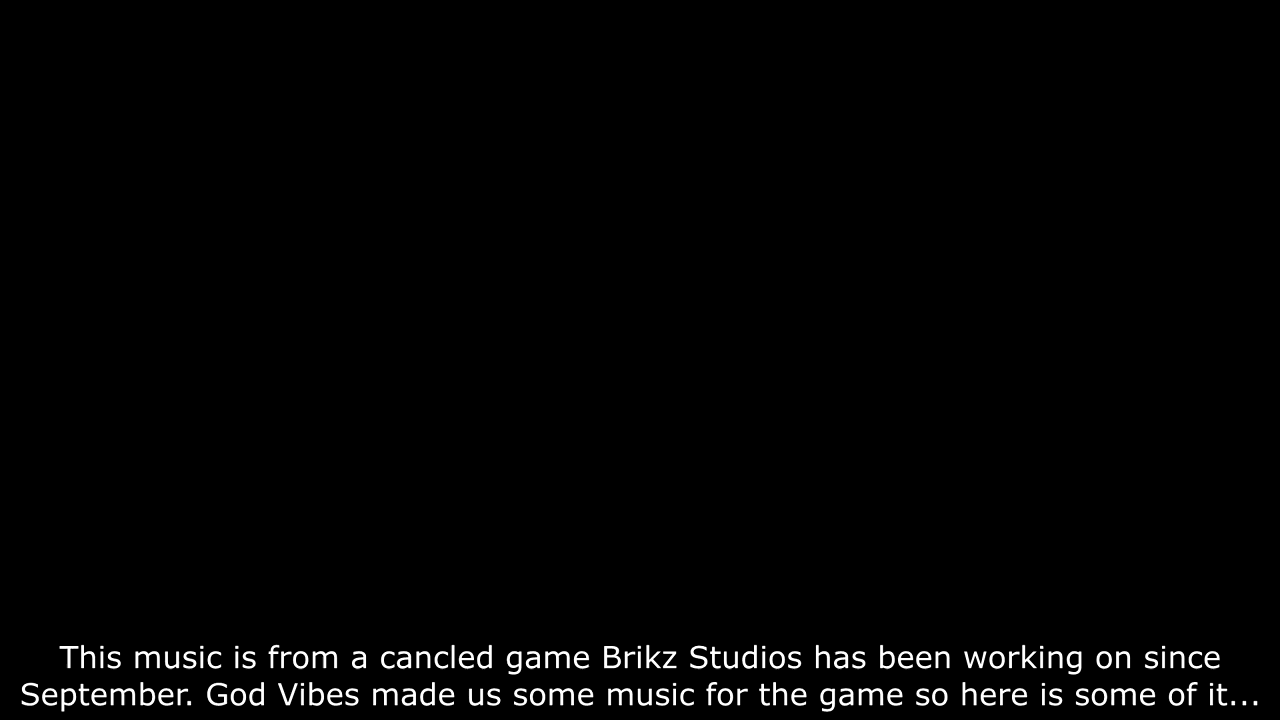 This music is from a cancled game Brikz Studios has been working on since
September. God Vibes made us some music for the game so here is some of it...